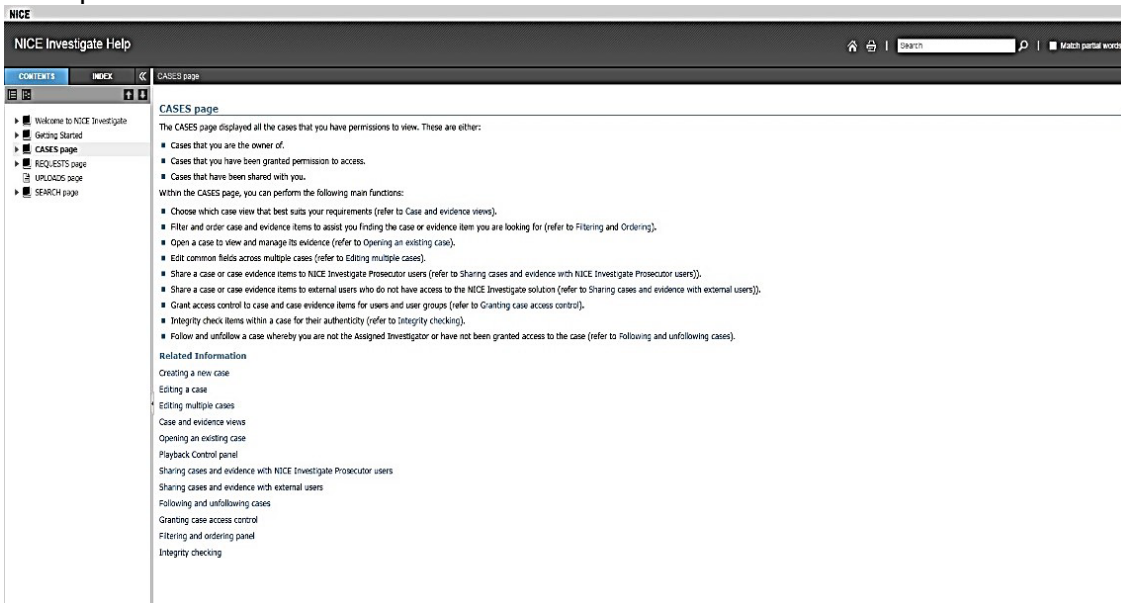 NICE
NICE Investigate Help
Search
Match partial words
CONTENTS
INDEX
CASES page
Welcome to NICE Investigate
Getting Started
CASES page
REQUESTS page
UPLOADS page
SEARCH page
CASES page
The CASES page displayed all the cases that you have permissions to view. These are either:
Cases that you are the owner of.
Cases that you have been granted permission to access.
Cases that have been shared with you.
Within the CASES page, you can perform the following main functions:
Choose which case view that best suits your requirements (refer to Case and evidence views).
Filter and order case and evidence items to assist you finding the case or evidence item you are looking for (refer to Filtering and Ordering).
Open a case to view and manage its evidence (refer to Opening an existing case).
Edit common fields across multiple cases (refer to Editing multiple cases).
Share a case or case evidence items to NICE Investigate Prosecutor users (refer to Sharing cases and evidence with NICE Investigate Prosecutor users)).
Share a case or case evidence items to external users who do not have access to the NICE Investigate solution (refer to Sharing cases and evidence with external users)).
Grant access control to case and case evidence items for users and user groups (refer to Granting case access control).
Integrity check items within a case for their authenticity (refer to Integrity checking).
Follow and unfollow a case whereby you are not the Assigned Investigator or have not been granted access to the case (refer to Following and unfollowing cases).
Related Information
Creating a new case
Editing a case
Editing multiple cases
Case and evidence views
Opening an existing case
Playback Control panel
Sharing cases and evidence with NICE Investigate Prosecutor users
Sharing cases and evidence with external users
Following and unfollowing cases
Granting case access control
Filtering and ordering panel
Integrity checking